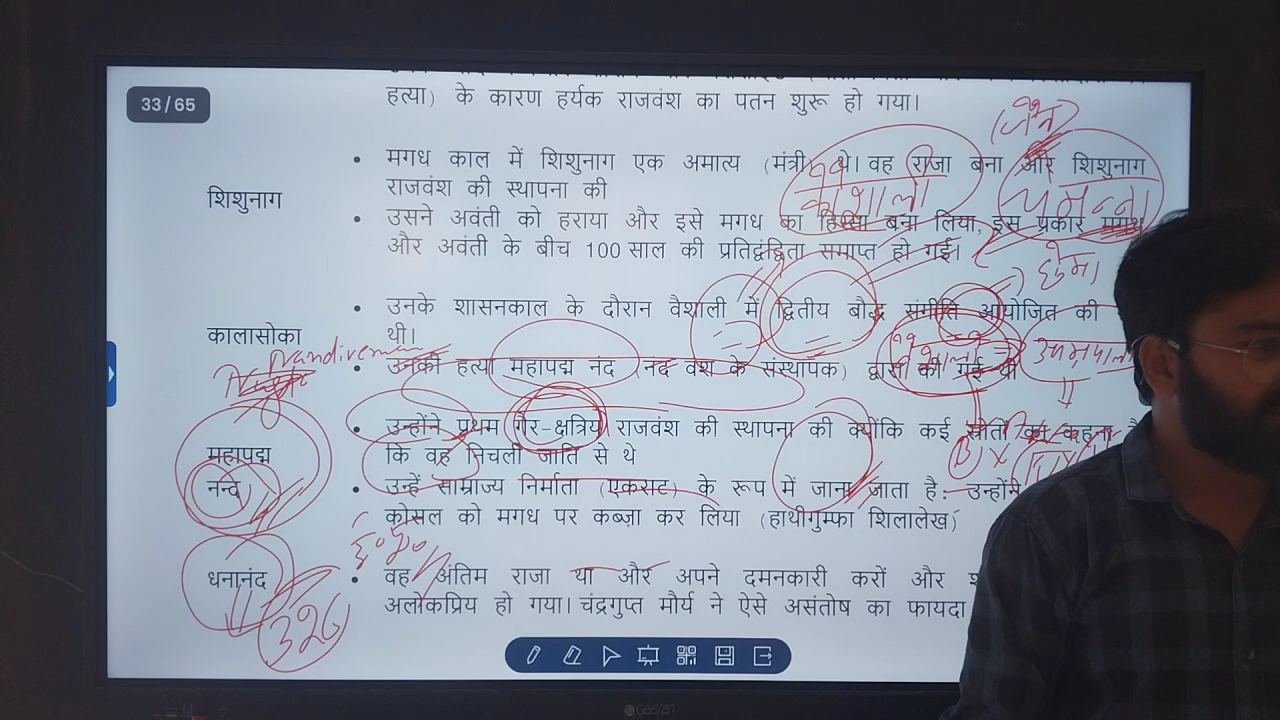 33/65
हत्या) के कारण हर्यक राजवंश का पतन शुरू हो गया।
शिशुनाग
• मगध काल में शिशुनाग एक अमात्य (मंत्री) थे। वह राजा बना और शिशुनाग
राजवंश की स्थापना की
• उसने अवंती को हराया और इसे मगध का हिस्सा बना लिया, इस प्रकार मगध
और अवंती के बीच 100 साल की प्रतिद्वंद्विता समाप्त हो गई।
कालासोका
• उनके शासनकाल के दौरान वैशाली में द्वितीय बौद्ध संगीति आयोजित की
थी।
• उनकी हत्या महापद्म नंद (नंद वंश के संस्थापक) द्वारा की गई थी
महापद्म
नन्द
• उन्होंने प्रथम गैर-क्षत्रिय राजवंश की स्थापना की क्योंकि कई स्रोतों का कहना है
कि वह निचली जाति से थे
• उन्हें साम्राज्य निर्माता (एकराट) के रूप में जाना जाता है: उन्होंने
कोसल को मगध पर कब्ज़ा कर लिया (हाथीगुम्फा शिलालेख)
धनानंद
• वह अंतिम राजा था और अपने दमनकारी करों और
अलोकप्रिय हो गया। चंद्रगुप्त मौर्य ने ऐसे असंतोष का फायदा
326